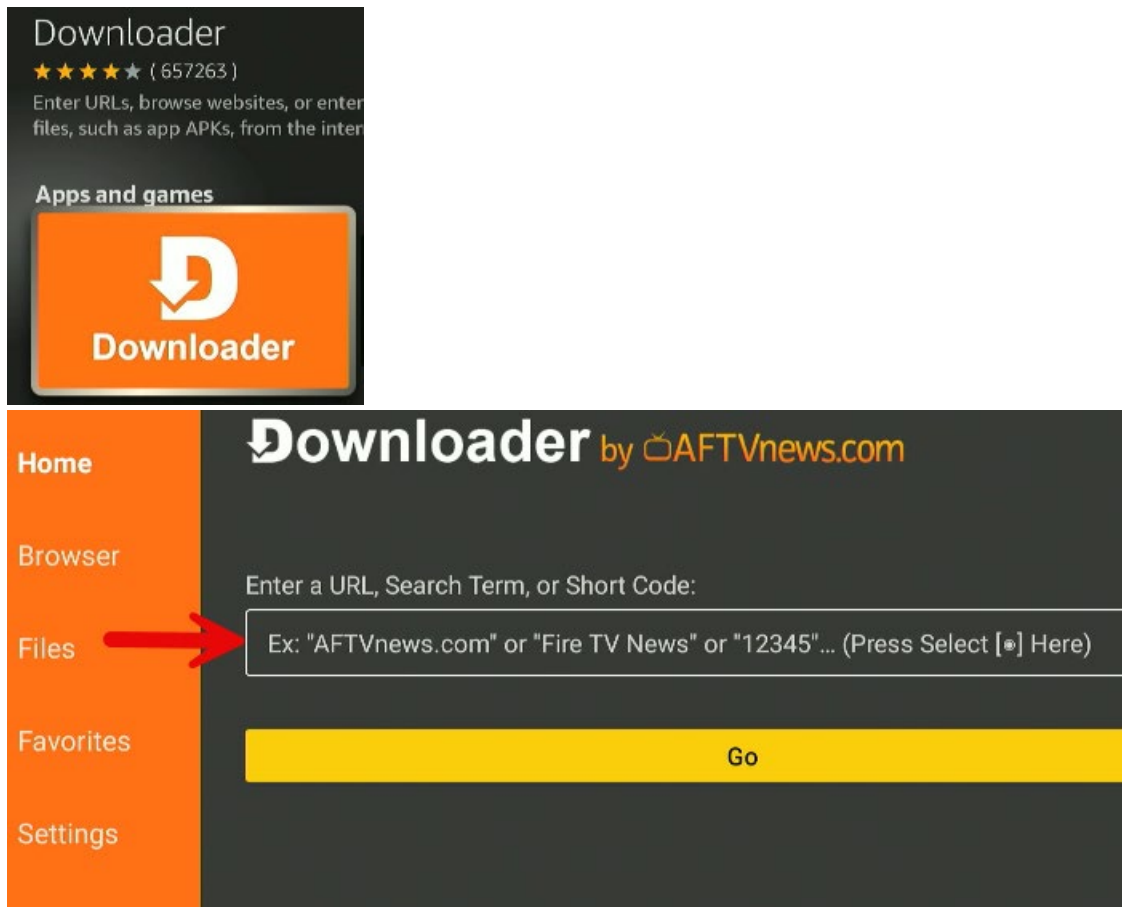 Downloader
(657263)
Enter URLs, browse websites, or enter
files, such as app APKs, from the inter
Apps and games
D
Downloader
Home
Browser
Files
Favorites
Settings
Downloader by AFTVnews.com
Enter a URL, Search Term, or Short Code:
Ex: "AFTVnews.com" or "Fire TV News" or "12345"... (Press Select [◉] Here)
Go